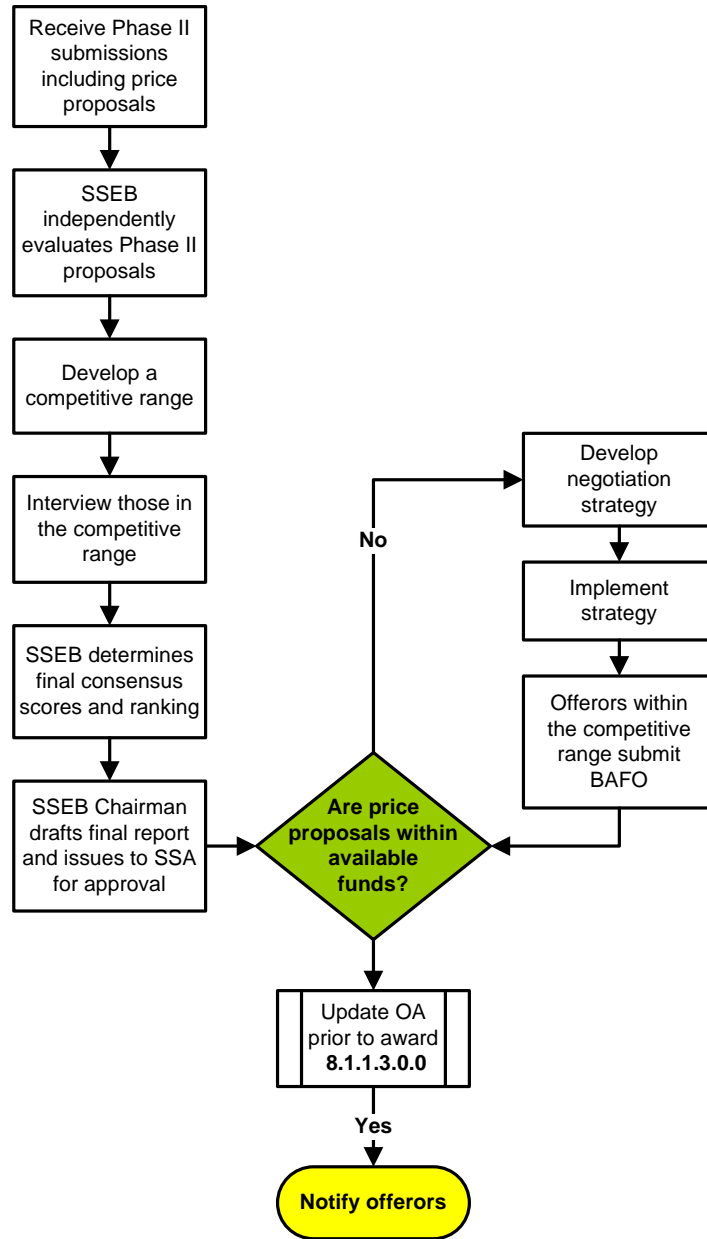 Receive Phase II
submissions
including price
proposals
SSEB
independently
evaluates Phase II
proposals
Develop a
competitive range
Interview those in
the competitive
range
SSEB determines
final consensus
scores and ranking
SSEB Chairman
drafts final report
and issues to SSA
for approval
Are price
proposals within
available
funds?
No
Develop
negotiation
strategy
Implement
strategy
Offerors within
the competitive
range submit
BAFO
Update OA
prior to award
8.1.1.3.0.0
Yes
Notify offerors